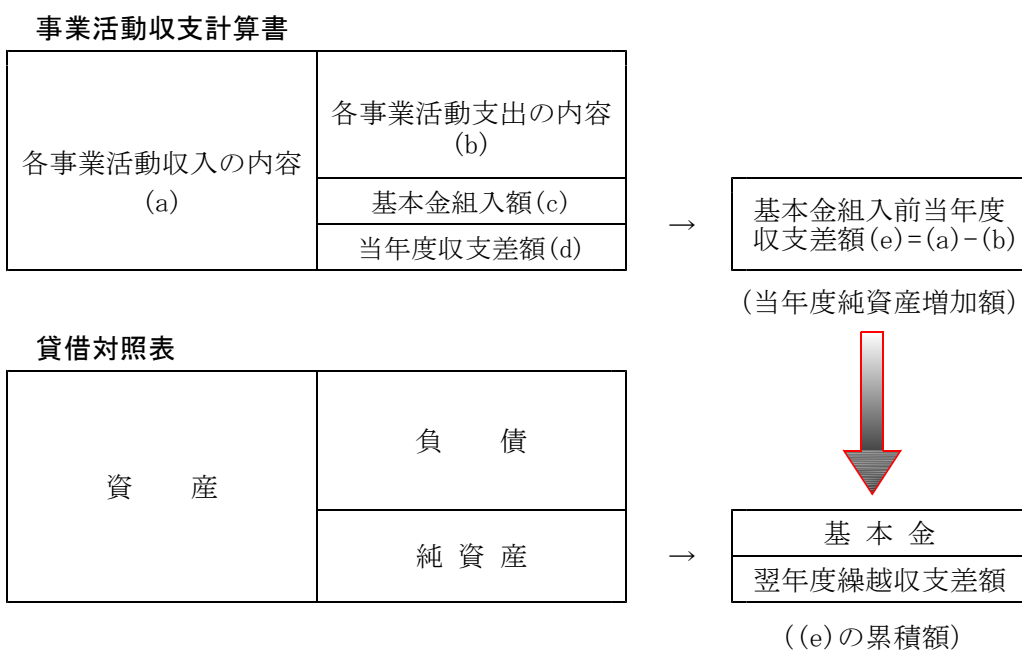 事業活動収支計算書
各事業活動収入の内容
(a)
各事業活動支出の内容
(b)
基本金組入額(c)
当年度収支差額(d)
→
基本金組入前当年度
収支差額(e)=(a)-(b)
(当年度純資産増加額)
貸借対照表
資　産
負　債
純 資 産
→
基 本 金
翌年度繰越収支差額
((e)の累積額)